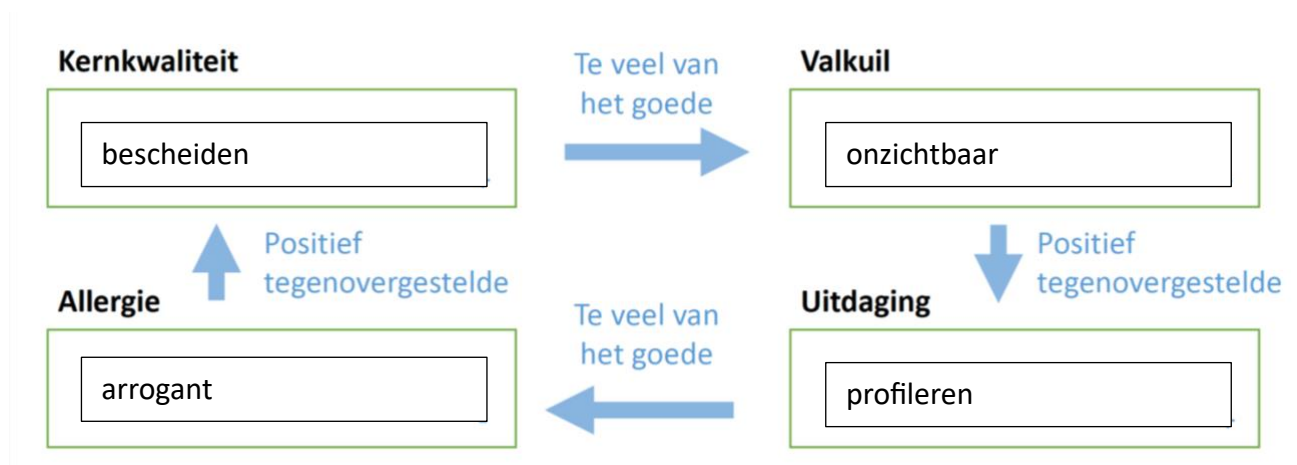 Kernkwaliteit
Te veel van
het goede
Valkuil
bescheiden
onzichtbaar
Positief
tegenovergestelde
Positief
tegenovergestelde
Allergie
Te veel van
het goede
Uitdaging
arrogant
profileren